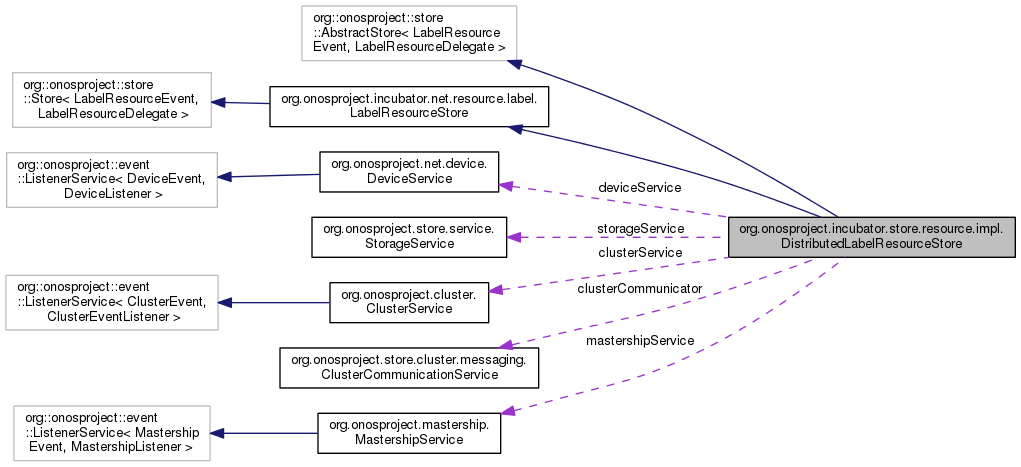 org::onosproject::store
::AbstractStore< LabelResource
Event, LabelResourceDelegate >
org::onosproject::store
::Store< LabelResourceEvent,
LabelResourceDelegate >
org.onosproject.incubator.net.resource.label.
LabelResourceStore
org::onosproject::event
::ListenerService< DeviceEvent,
DeviceListener >
org.onosproject.net.device.
DeviceService
deviceService
org.onosproject.store.service.
StorageService
storageService
org.onosproject.incubator.store.resource.impl.
DistributedLabelResourceStore
clusterService
org::onosproject::event
::ListenerService< ClusterEvent,
ClusterEventListener >
org.onosproject.cluster.
ClusterService
clusterCommunicator
org.onosproject.store.cluster.messaging.
ClusterCommunicationService
mastershipService
org::onosproject::event
::ListenerService< Mastership
Event, MastershipListener >
org.onosproject.mastership.
MastershipService